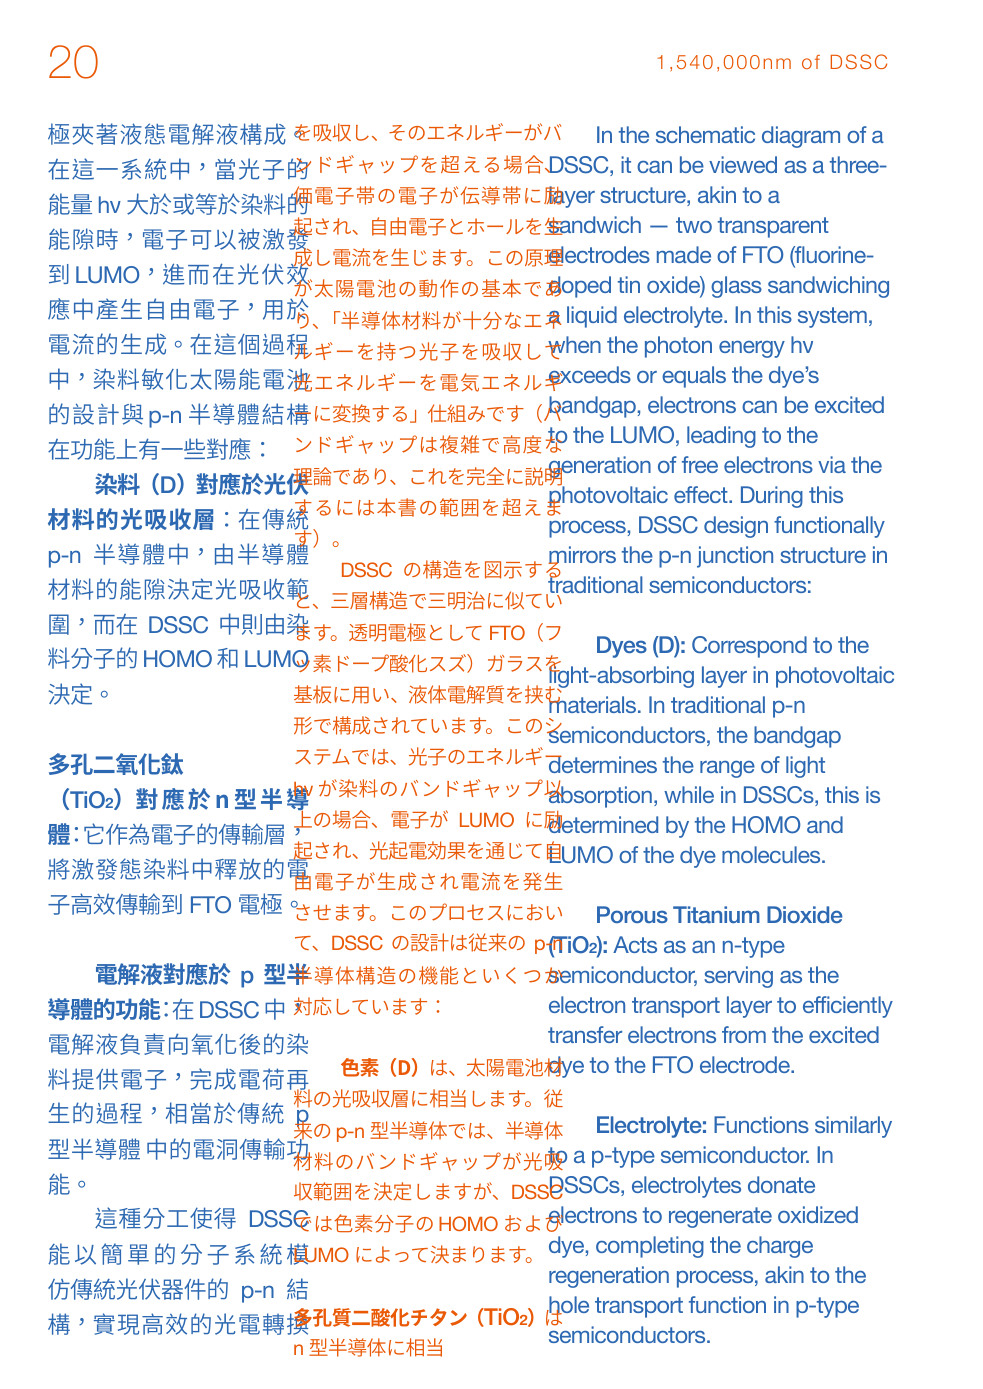 20
1,540,000nm of DSSC
極夾著液態電解液構成。
在這一系統中，當光子的
能量 hv 大於或等於染料的
能隙時，電子可以被激發
到 LUMO，進而在光伏效
應中產生自由電子，用於
電流的生成。在這個過程
中，染料敏化太陽能電池
的設計與 p-n 半導體結構
在功能上有一些對應：
染料（D）對應於光伏
材料的光吸收層：在傳統
p-n 半導體中，由半導體
材料的能隙決定光吸收範
圍，而在 DSSC 中則由染
料分子的 HOMO 和 LUMO
決定。
多孔二氧化鈦
（TiO₂）對應於 n 型半導
體：它作為電子的傳輸層，
將激發態染料中釋放的電
子高效傳輸到 FTO 電極。
電解液對應於 p 型半
導體的功能：在 DSSC 中，
電解液負責向氧化後的染
料提供電子，完成電荷再
生的過程，相當於傳統 p
型半導體 中的電洞傳輸功
能。
這種分工使得 DSSC
能以簡單的分子系統模
仿傳統光伏器件的 p-n 結
構，實現高效的光電轉換
を吸収し、そのエネルギーがバ
ンドギャップを超える場合、
価電子帯の電子が伝導帯に励
起され、自由電子とホールを生
成し電流を生じます。この原理
が太陽電池の動作の基本であ
り、「半導体材料が十分なエネ
ルギーを持つ光子を吸収して
光エネルギーを電気エネルギ
ーに変換する」仕組みです（バ
ンドギャップは複雑で高度な
理論であり、これを完全に説明
するには本書の範囲を超えま
す）。
DSSC の構造を図示する
と、三層構造で三明治に似てい
ます。透明電極として FTO（フ
ッ素ドープ酸化スズ）ガラスを
基板に用い、液体電解質を挟む
形で構成されています。このシ
ステムでは、光子のエネルギー
hv が染料のバンドギャップ以
上の場合、電子が LUMO に励
起され、光起電効果を通じて自
由電子が生成され電流を発生
させます。このプロセスにおい
て、DSSC の設計は従来の p-n
半導体構造の機能といくつか
対応しています：
色素（D）は、太陽電池材
料の光吸収層に相当します。従
来の p-n 型半導体では、半導体
材料のバンドギャップが光吸
収範囲を決定しますが、DSSC
では色素分子の HOMO および
LUMO によって決まります。
多孔質二酸化チタン（TiO₂）は
n 型半導体に相当
In the schematic diagram of a
DSSC, it can be viewed as a three-
layer structure, akin to a
sandwich — two transparent
electrodes made of FTO (fluorine-
doped tin oxide) glass sandwiching
a liquid electrolyte. In this system,
when the photon energy hv
exceeds or equals the dye’s
bandgap, electrons can be excited
to the LUMO, leading to the
generation of free electrons via the
photovoltaic effect. During this
process, DSSC design functionally
mirrors the p-n junction structure in
traditional semiconductors:
Dyes (D): Correspond to the
light-absorbing layer in photovoltaic
materials. In traditional p-n
semiconductors, the bandgap
determines the range of light
absorption, while in DSSCs, this is
determined by the HOMO and
LUMO of the dye molecules.
Porous Titanium Dioxide
(TiO₂): Acts as an n-type
semiconductor, serving as the
electron transport layer to efficiently
transfer electrons from the excited
dye to the FTO electrode.
Electrolyte: Functions similarly
to a p-type semiconductor. In
DSSCs, electrolytes donate
electrons to regenerate oxidized
dye, completing the charge
regeneration process, akin to the
hole transport function in p-type
semiconductors.